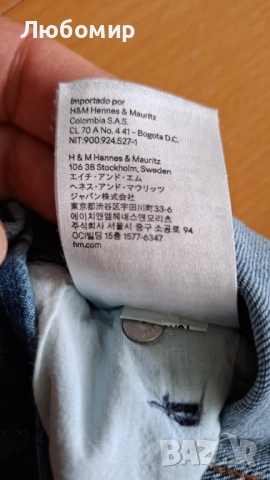 Любомир
Importado por
H&M Hennes & Mauritz
Colombia S.A.S.
CL 70 A No. 4 41 - Bogota D.C.
NIT:900.924.527-1
H & M Hennes & Mauritz
106 38 Stockholm, Sweden
エイチ・アンド・エム
ヘネス・アンド・マウリッツ
ジャパン株式会社
東京都渋谷区宇田川町33-6
에이치앤엠헤네스앤모리츠
주식회사 서울시 중구 소공로 94
OCI빌딩 15층 1577-6347
hm.com
BAZAR